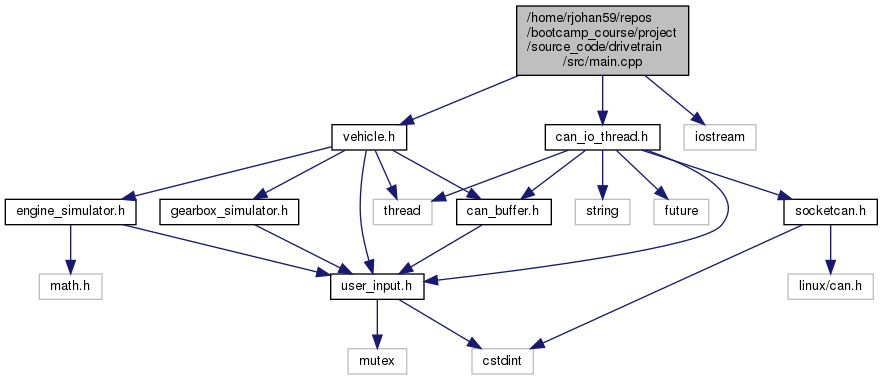 /home/rjohan59/repos
/bootcamp_course/project
/source_code/drivetrain
/src/main.cpp
vehicle.h
can_io_thread.h
iostream
engine_simulator.h
gearbox_simulator.h
thread
can_buffer.h
string
future
socketcan.h
math.h
user_input.h
linux/can.h
mutex
cstdint